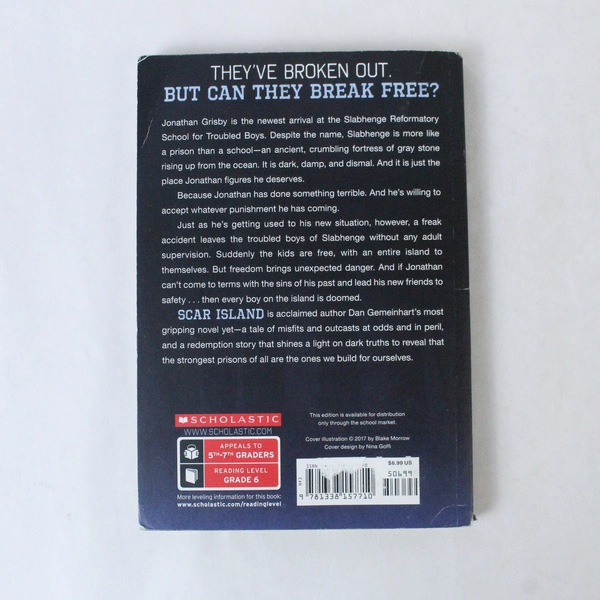 THEY'VE BROKEN OUT.
BUT CAN THEY BREAK FREE?
Jonathan Grisby is the newest arrival at the Slabhenge Reformatory
School for Troubled Boys. Despite the name, Slabhenge is more like
a prison than a school—an ancient, crumbling fortress of gray stone
rising up from the ocean. It is dark, damp, and dismal. And it is just the
place Jonathan figures he deserves.
Because Jonathan has done something terrible. And he's willing to
accept whatever punishment he has coming.
Just as he's getting used to his new situation, however, a freak
accident leaves the troubled boys of Slabhenge without any adult
supervision. Suddenly the kids are free, with an entire island to
themselves. But freedom brings unexpected danger. And if Jonathan
can't come to terms with the sins of his past and lead his new friends to
safety . . . then every boy on the island is doomed.
SCAR ISLAND is acclaimed author Dan Gemeinhart's most
gripping novel yet—a tale of misfits and outcasts at odds and in peril,
and a redemption story that shines a light on dark truths to reveal that
the strongest prisons of all are the ones we build for ourselves.
SCHOLASTIC
WWW.SCHOLASTIC.COM
APPEALS TO
5TH–7TH GRADERS
READING LEVEL
GRADE 6
More leveling information for this book:
www.scholastic.com/readinglevel
This edition is available for distribution
only through the school market.
Cover illustration © 2017 by Blake Morrow
Cover design by Nina Goffi
$6.99 US
ISBN
50699
EAN
9 781338 157710